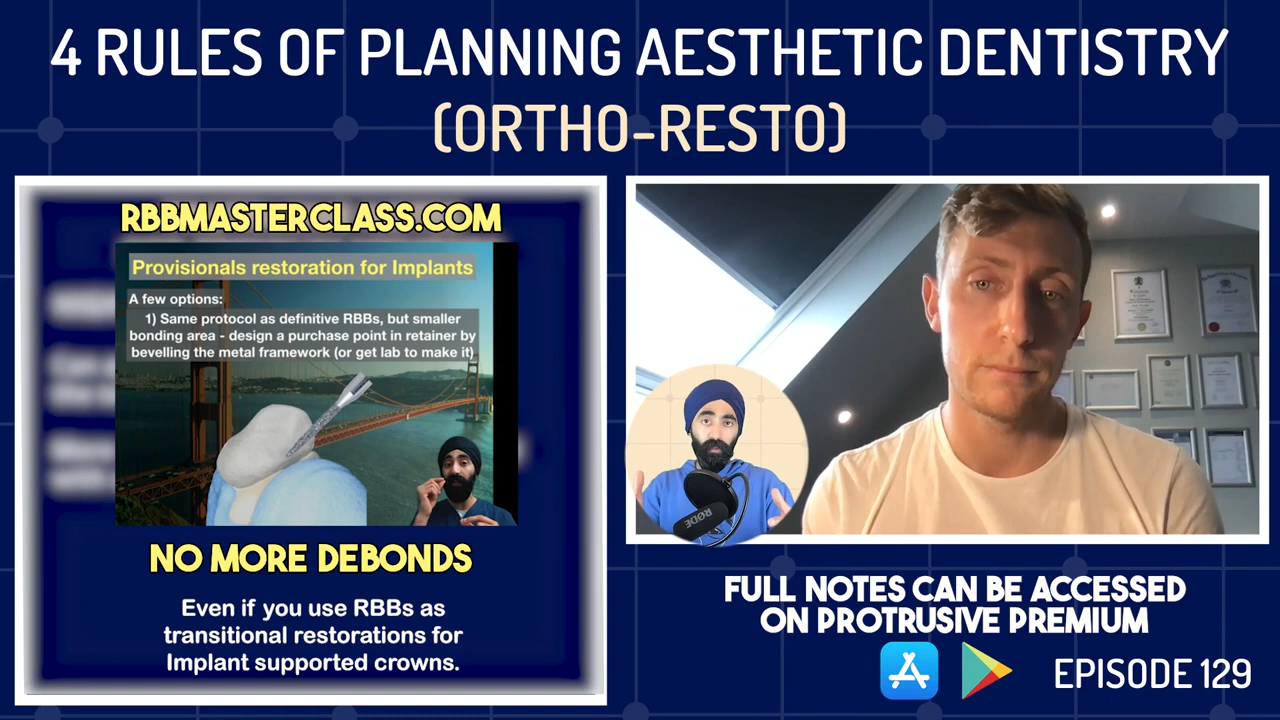 4 RULES OF PLANNING AESTHETIC DENTISTRY
(ORTHO-RESTO)
RBBMASTERCLASS.COM
Provisionals restoration for Implants
A few options:
1) Same protocol as definitive RBBs, but smaller
bonding area - design a purchase point in retainer by
bevelling the metal framework (or get lab to make it)
NO MORE DEBONDS
Even if you use RBBs as
transitional restorations for
Implant supported crowns.
RØDE
FULL NOTES CAN BE ACCESSED
ON PROTRUSIVE PREMIUM
EPISODE 129